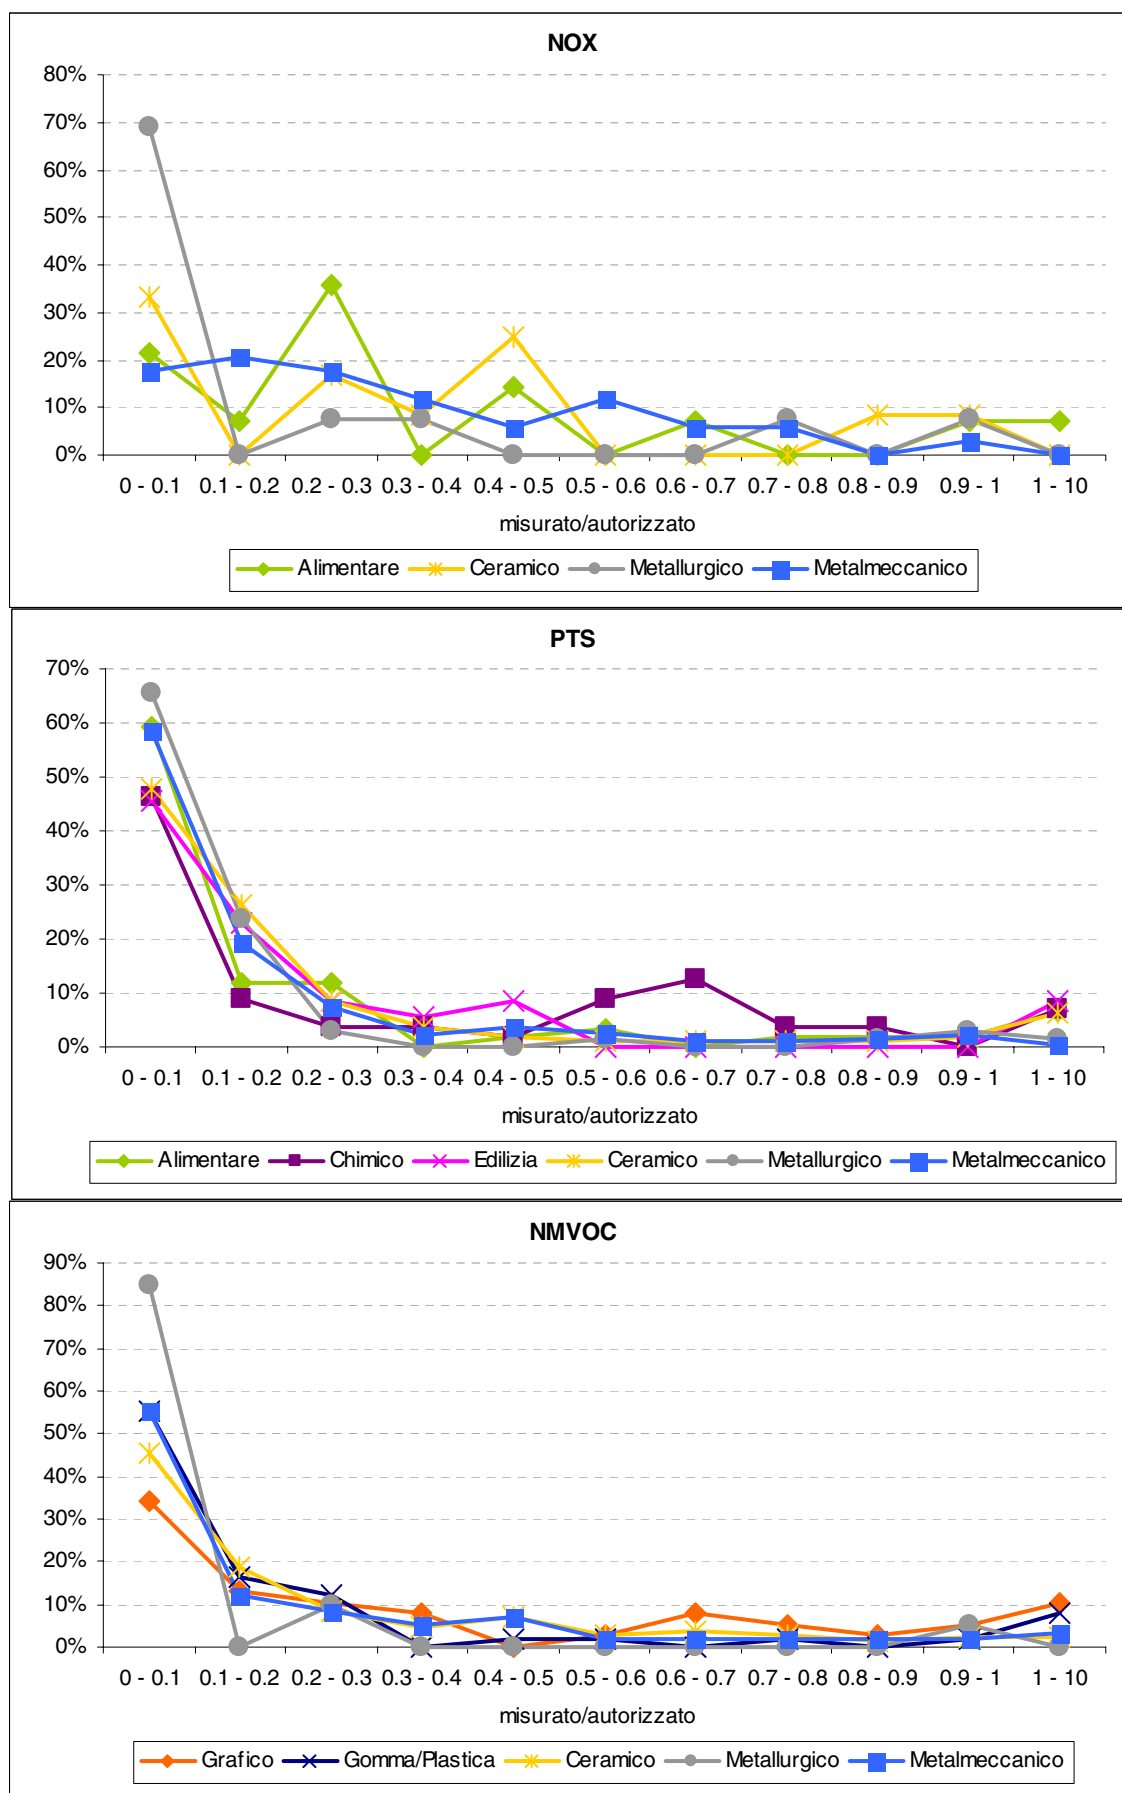 NOX
80%
70%
60%
50%
40%
30%
20%
10%
0%
0 - 0.1 0.1 - 0.2 0.2 - 0.3 0.3 - 0.4 0.4 - 0.5 0.5 - 0.6 0.6 - 0.7 0.7 - 0.8 0.8 - 0.9 0.9 - 1 1 - 10
misurato/autorizzato
Alimentare Ceramico Metallurgico Metalmeccanico
PTS
70%
60%
50%
40%
30%
20%
10%
0%
0 - 0.1 0.1 - 0.2 0.2 - 0.3 0.3 - 0.4 0.4 - 0.5 0.5 - 0.6 0.6 - 0.7 0.7 - 0.8 0.8 - 0.9 0.9 - 1 1 - 10
misurato/autorizzato
Alimentare Chimico Edilizia Ceramico Metallurgico Metalmeccanico
NMVOC
90%
80%
70%
60%
50%
40%
30%
20%
10%
0%
0 - 0.1 0.1 - 0.2 0.2 - 0.3 0.3 - 0.4 0.4 - 0.5 0.5 - 0.6 0.6 - 0.7 0.7 - 0.8 0.8 - 0.9 0.9 - 1 1 - 10
misurato/autorizzato
Grafico Gomma/Plastica Ceramico Metallurgico Metalmeccanico